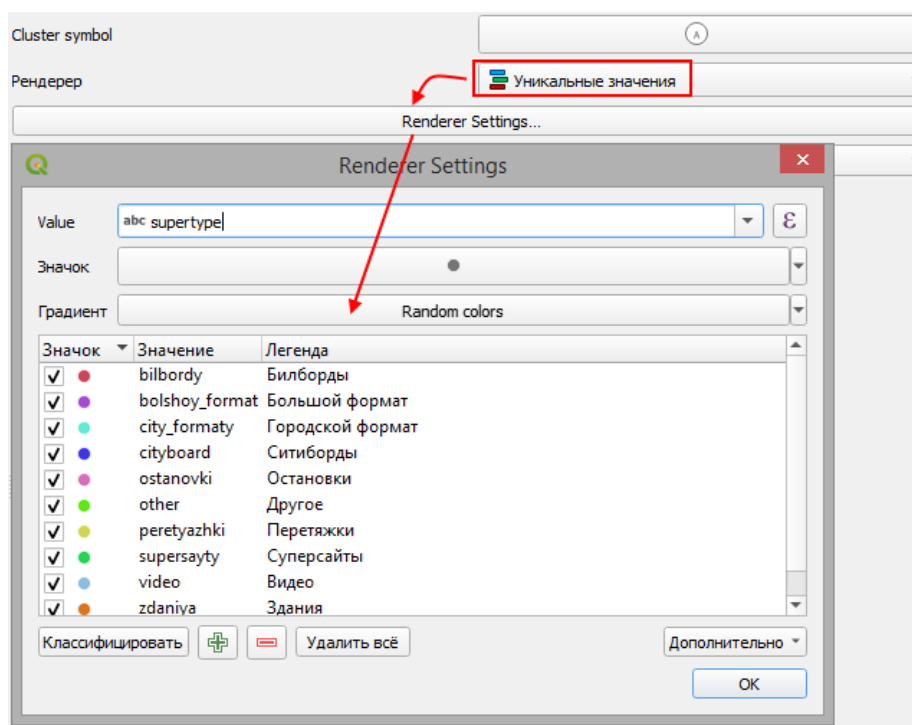 Cluster symbol A
Рендерер Уникальные значения
Renderer Settings...
Renderer Settings
Value abc supertype ε
Значок
Градиент Random colors
Значок Значение Легенда
bilbordy Билборды
bolshoy_format Большой формат
city_formaty Городской формат
cityboard Ситиборды
ostanovki Остановки
other Другое
peretyazhki Перетяжки
supersayty Суперсайты
video Видео
zdaniya Здания
Классифицировать Удалить всё Дополнительно
OK